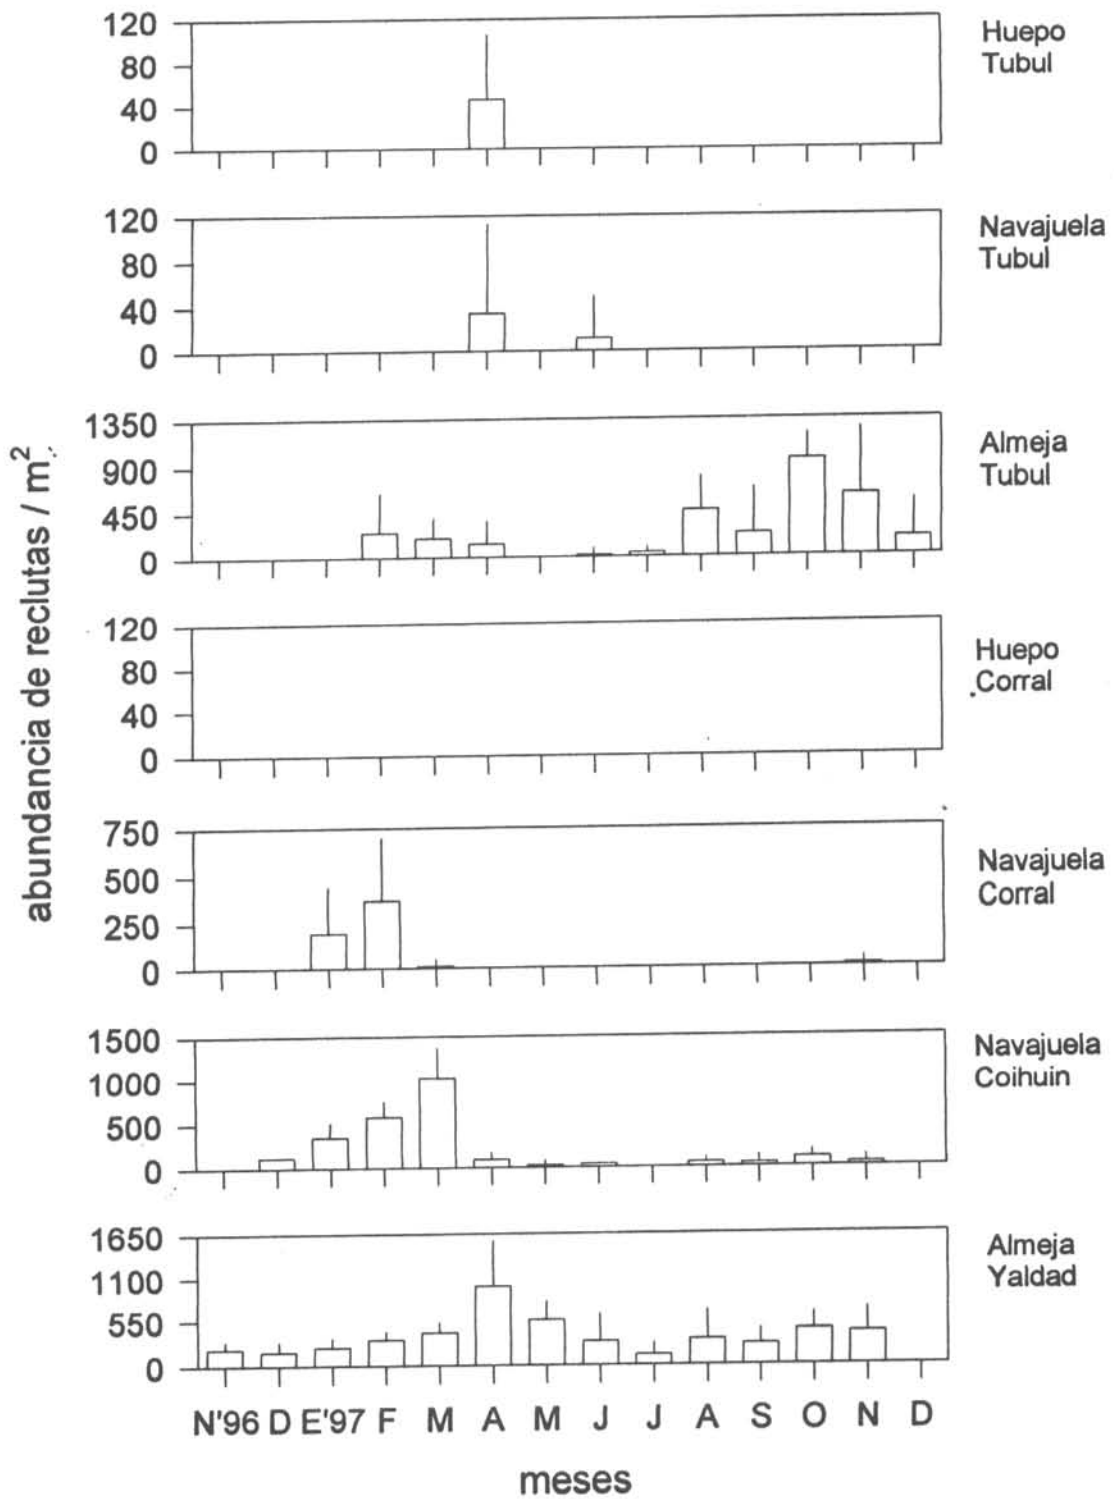 120
80
40
0
Huepo
Tubul
120
80
40
0
Navajuela
Tubul
1350
900
450
0
Almeja
Tubul
120
80
40
0
Huepo
Corral
750
500
250
0
Navajuela
Corral
1500
1000
500
0
Navajuela
Coihuin
1650
1100
550
0
Almeja
Yaldad
abundancia de reclutas / m²
N'96 D E'97 F M A M J J A S O N D
meses